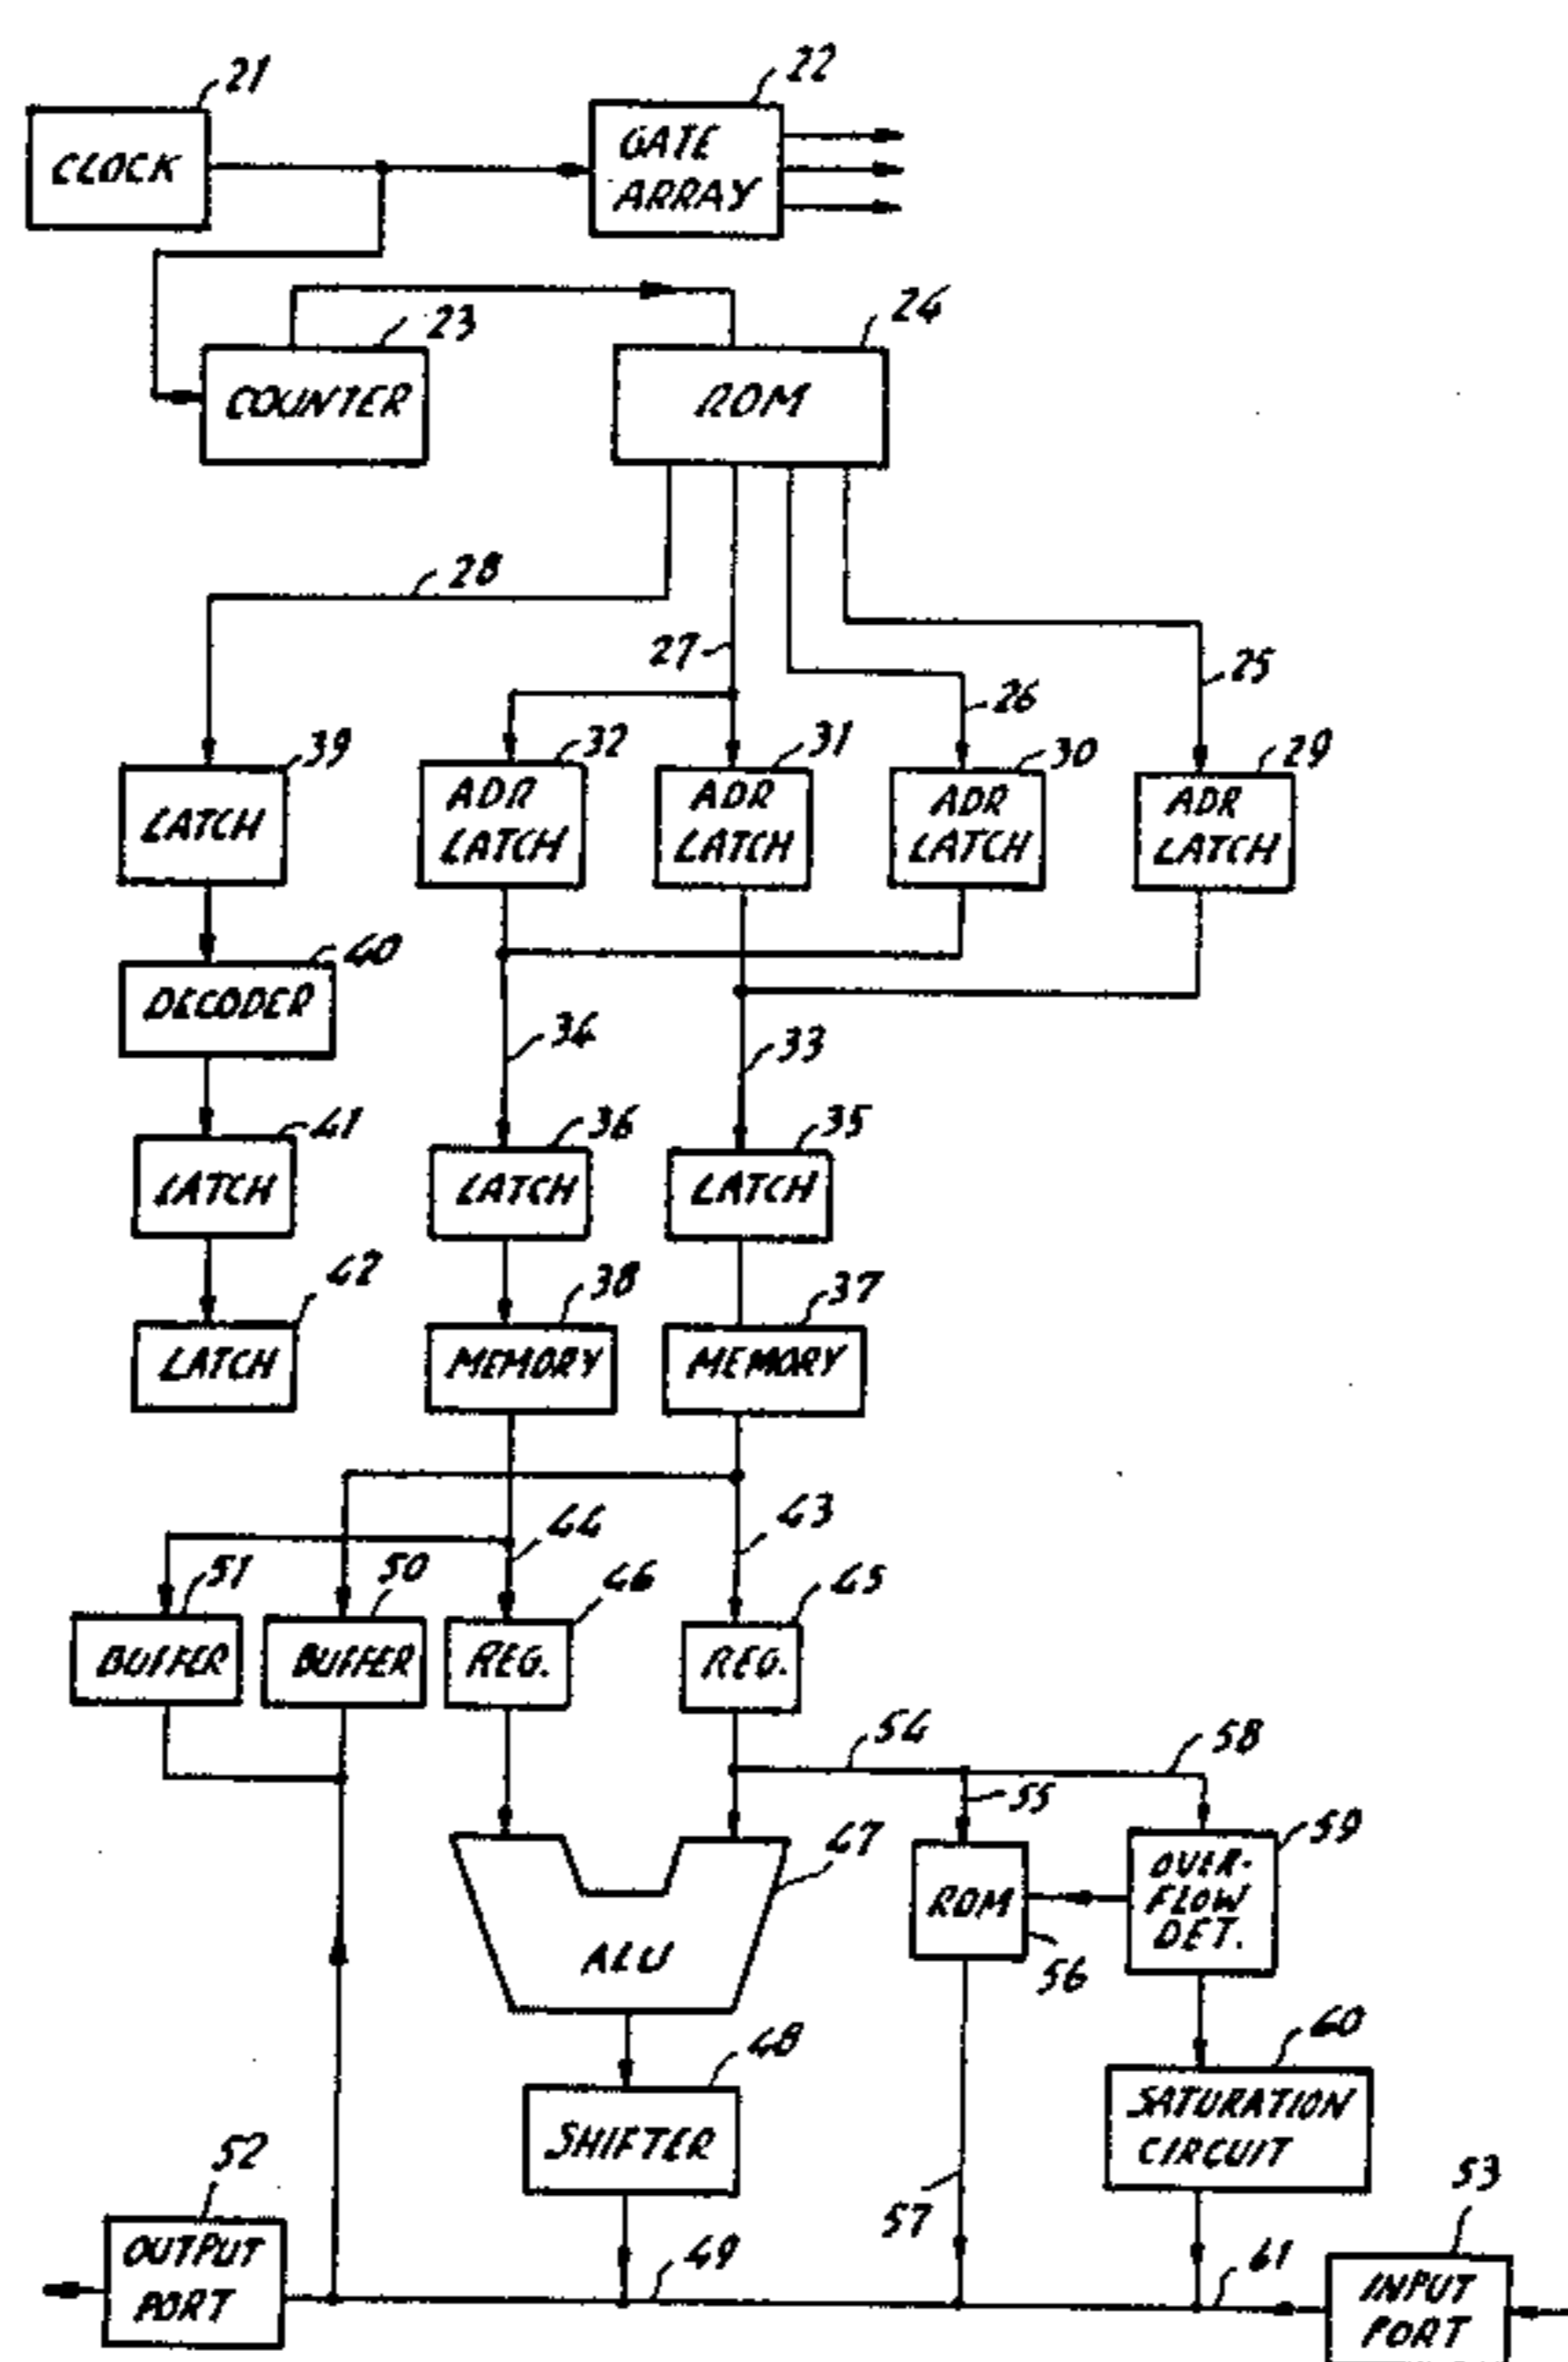 21
22
CLOCK
GATE
ARRAY
23
24
COUNTER
ROM
28
27
25
26
39
32
31
30
29
LATCH
ADR
LATCH
ADR
LATCH
ADR
LATCH
ADR
LATCH
40
DECODER
34
33
41
36
35
LATCH
LATCH
LATCH
42
38
37
LATCH
MEMORY
MEMORY
44
43
51
50
46
45
BUFFER
BUFFER
REG.
REG.
54
58
55
47
59
ROM
OVER-
FLOW
DET.
ALU
56
48
60
SHIFTER
SATURATION
CIRCUIT
52
53
57
OUTPUT
PORT
49
61
INPUT
PORT